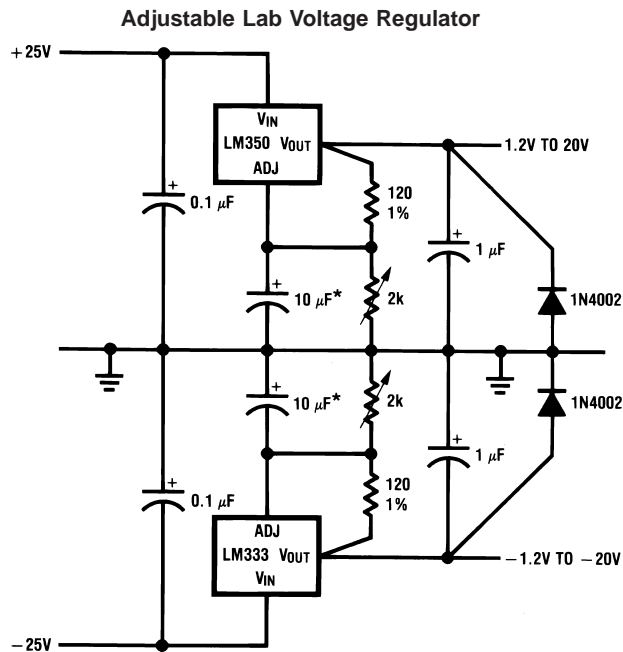 Adjustable Lab Voltage Regulator
+25V
VIN
LM350 VOUT
ADJ
1.2V TO 20V
+
0.1 μF
120
1%
+
1 μF
+
10 μF*
2k
1N4002
+
10 μF*
2k
1N4002
+
1 μF
+
0.1 μF
120
1%
ADJ
LM333 VOUT
VIN
−1.2V TO −20V
−25V